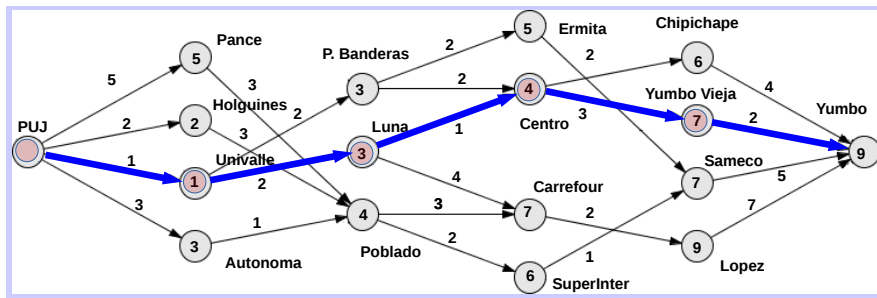 Pance
5
5
3
PUJ
2
Holguines
2
3
1
Univalle
1
2
2
3
Autonoma
3
1
P. Banderas
3
2
2
Luna
3
1
4
Poblado
4
3
2
Ermita
5
2
Centro
4
3
Carrefour
7
2
SuperInter
6
1
Chipichape
6
4
Yumbo Vieja
7
2
Sameco
7
5
Lopez
9
7
Yumbo
9